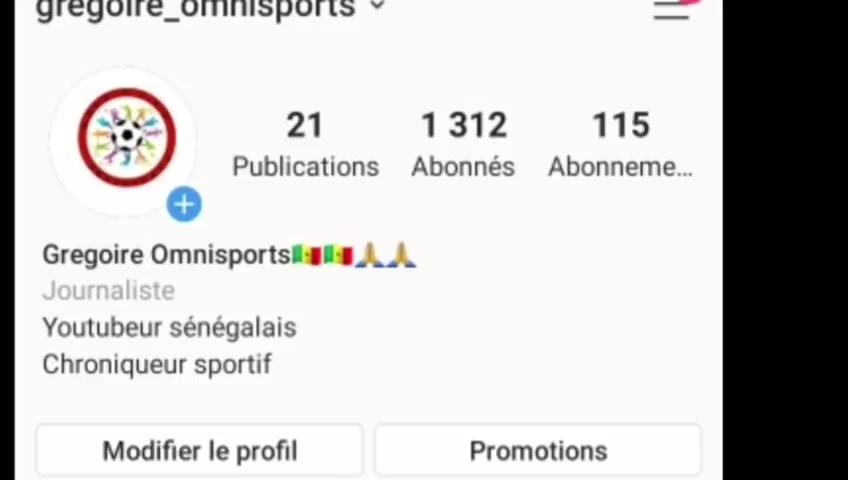 gregoire_omnisports
21 1 312 115
Publications Abonnés Abonneme...
Gregoire Omnisports🇸🇳🇸🇳🙏🙏
Journaliste
Youtubeur sénégalais
Chroniqueur sportif
Modifier le profil Promotions